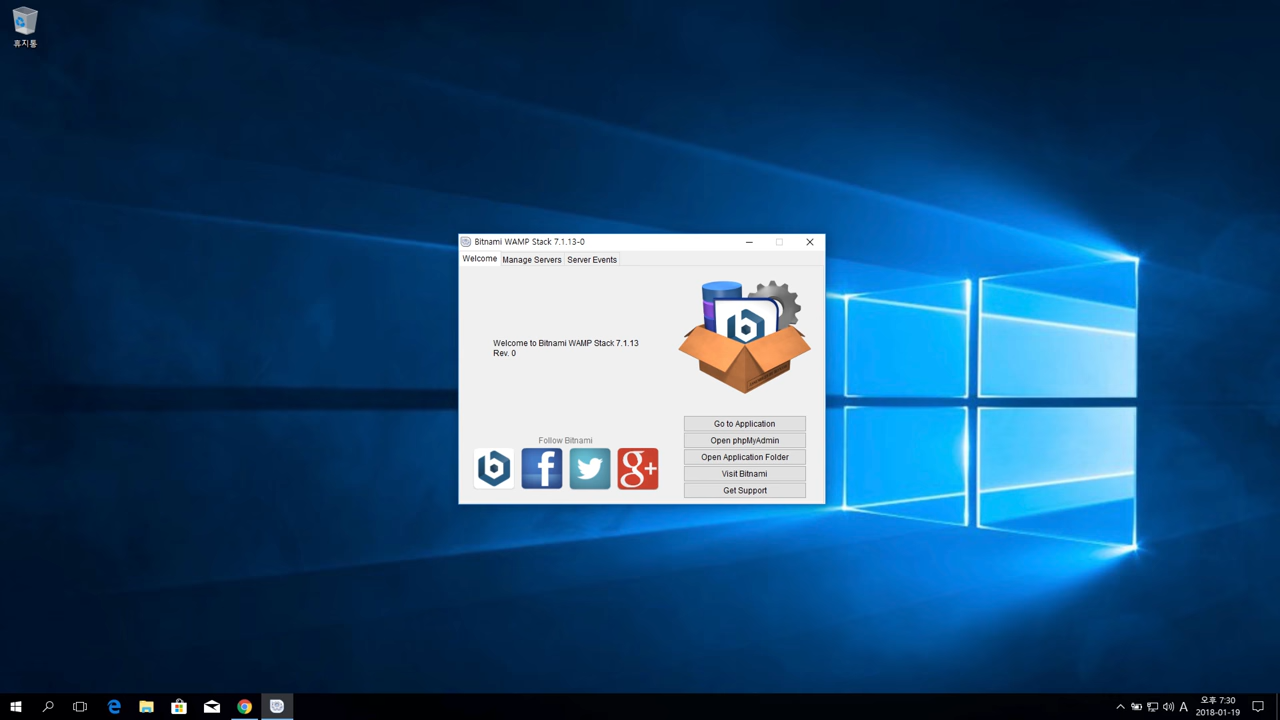 휴지통
Bitnami WAMP Stack 7.1.13-0
Welcome
Manage Servers
Server Events
Welcome to Bitnami WAMP Stack 7.1.13
Rev. 0
Go to Application
Open phpMyAdmin
Open Application Folder
Visit Bitnami
Get Support
Follow Bitnami
A
오후 7:30
2018-01-19